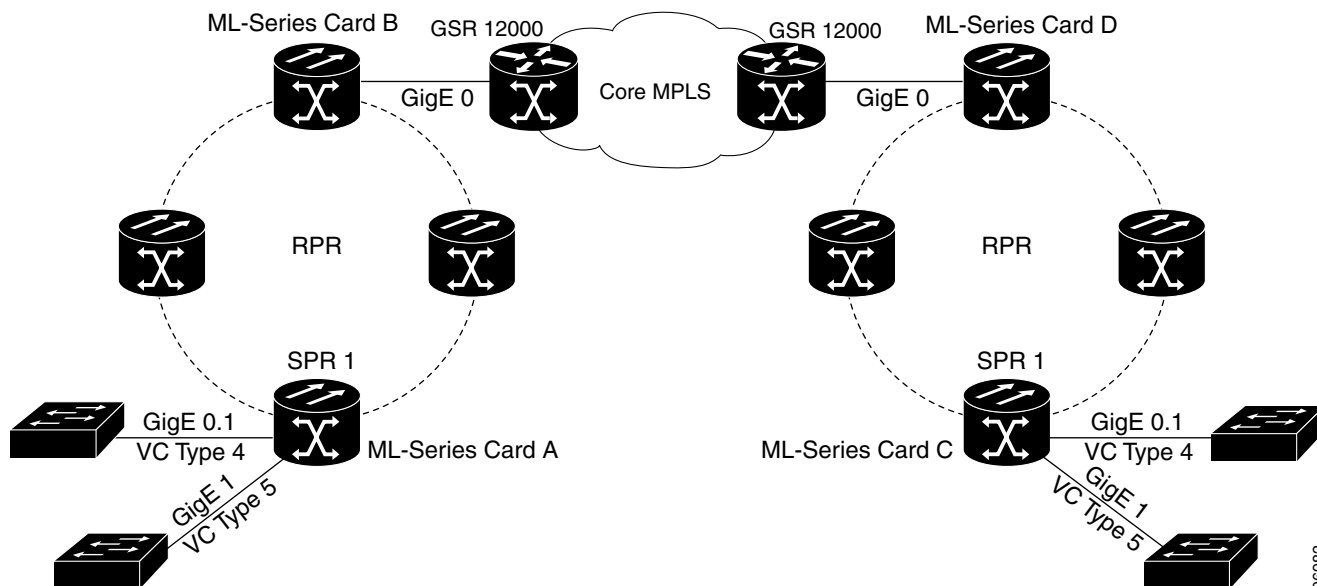 ML-Series Card B
GSR 12000
GSR 12000
ML-Series Card D
GigE 0
Core MPLS
GigE 0
RPR
RPR
SPR 1
SPR 1
GigE 0.1
VC Type 4
ML-Series Card A
GigE 1
VC Type 5
ML-Series Card C
GigE 0.1
VC Type 4
GigE 1
VC Type 5